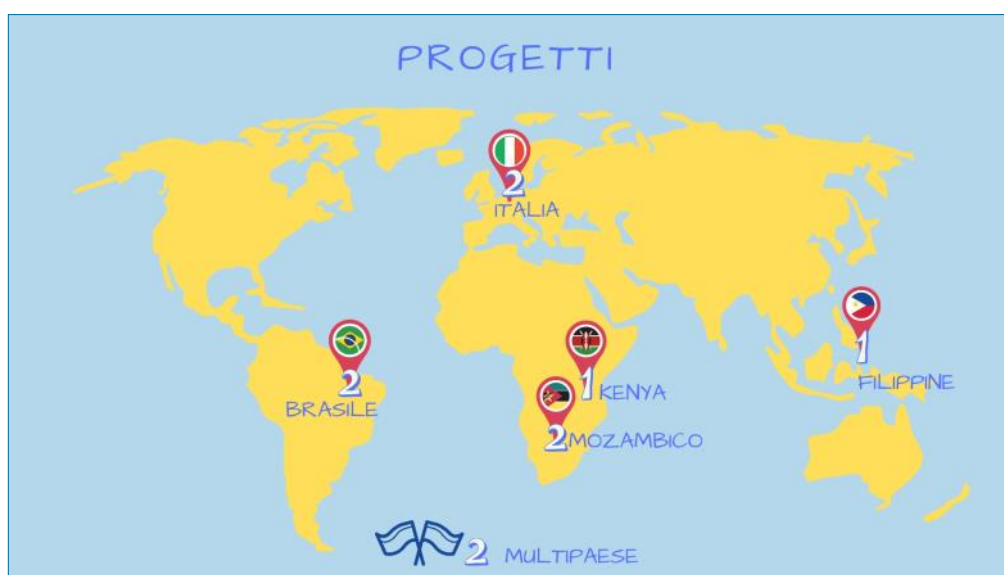 PROGETTI
2
ITALIA
1
FILIPPINE
2
BRASILE
1 KENYA
2 MOZAMBICO
2 MULTIPAESE